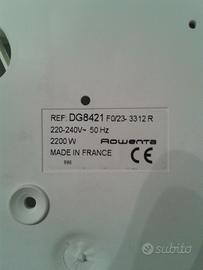 REF: DG8421 F0/23-3312 R
220-240V~ 50 Hz
2200 W Rowenta
MADE IN FRANCE CE
subito